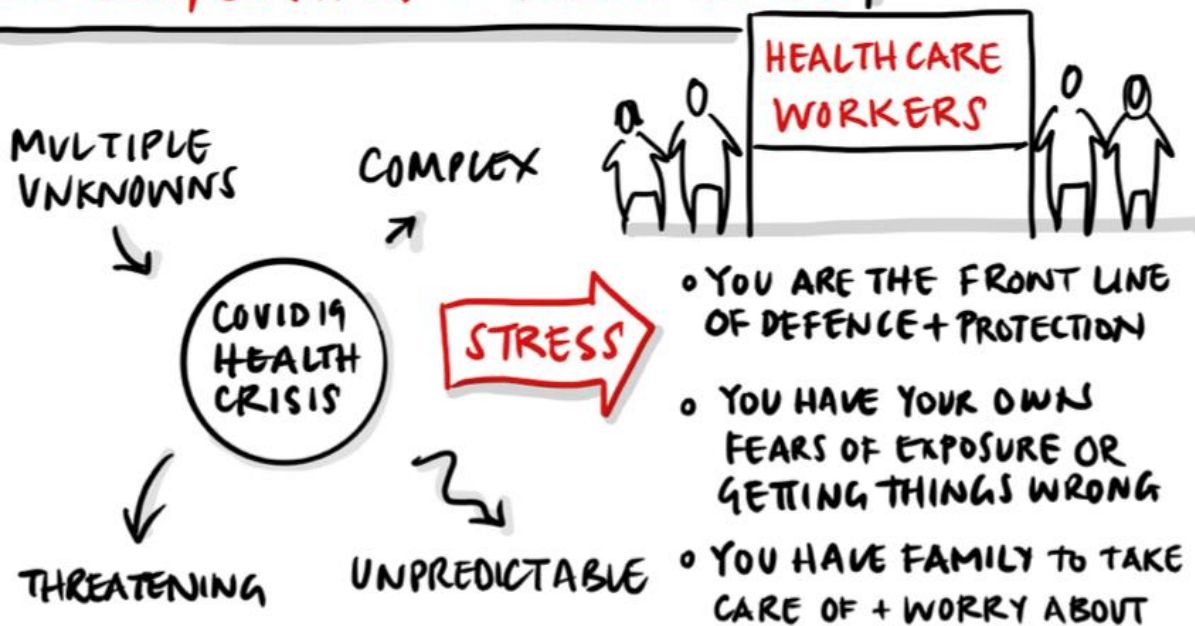 HEALTH CARE
WORKERS
MULTIPLE
UNKNOWNS
COMPLEX
COVID 19
HEALTH
CRISIS
STRESS
THREATENING
UNPREDICTABLE
• YOU ARE THE FRONT LINE
OF DEFENCE + PROTECTION
• YOU HAVE YOUR OWN
FEARS OF EXPOSURE OR
GETTING THINGS WRONG
• YOU HAVE FAMILY TO TAKE
CARE OF + WORRY ABOUT